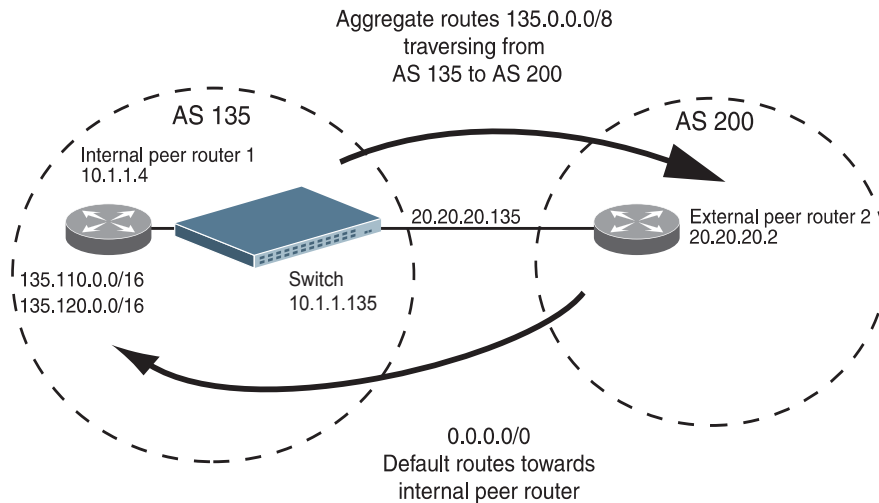 Aggregate routes 135.0.0.0/8
traversing from
AS 135 to AS 200
AS 135
AS 200
Internal peer router 1
10.1.1.4
20.20.20.135
External peer router 2
20.20.20.2
135.110.0.0/16
135.120.0.0/16
Switch
10.1.1.135
0.0.0.0/0
Default routes towards
internal peer router